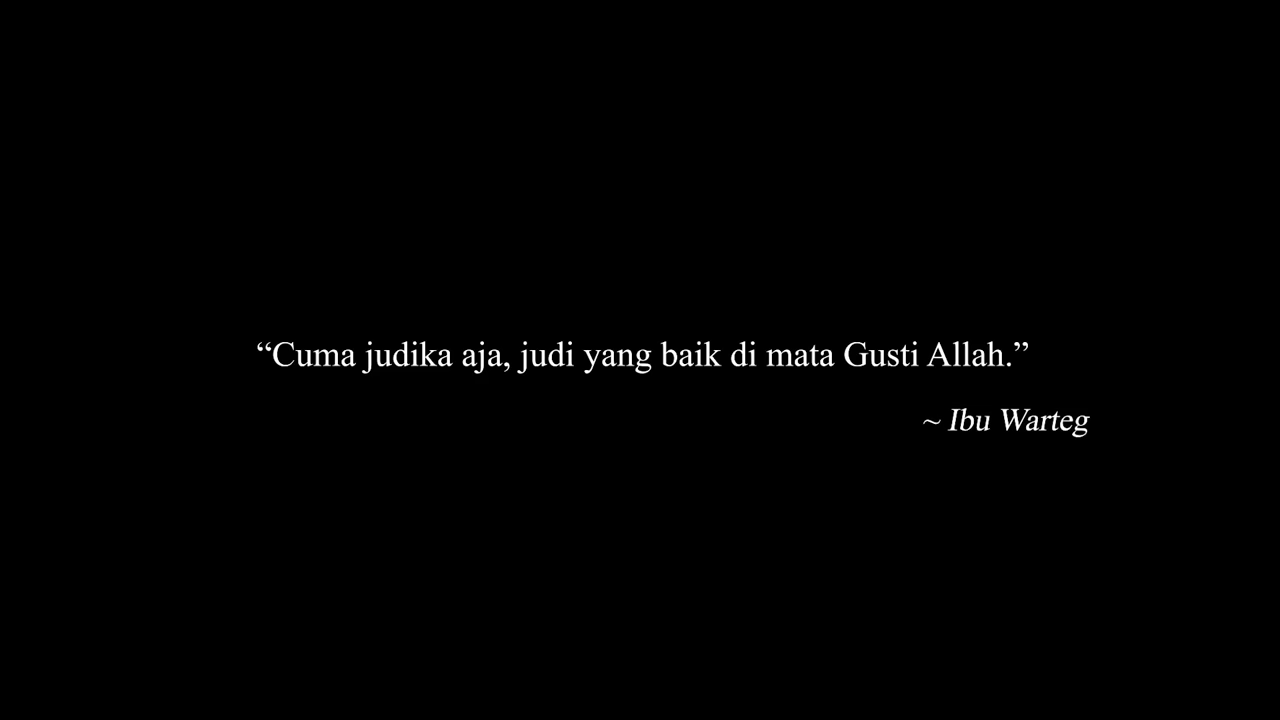 “Cuma judika aja, judi yang baik di mata Gusti Allah.”
~ Ibu Warteg